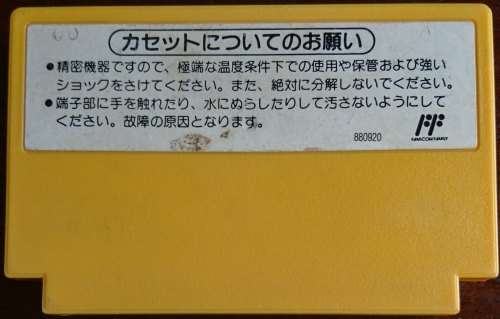 カセットについてのお願い
●精密機器ですので、極端な温度条件下での使用や保管および強い
ショックをさけてください。また、絶対に分解しないでください。
●端子部に手を触れたり、水にぬらしたりして汚さないようにして
ください。故障の原因となります。
880920